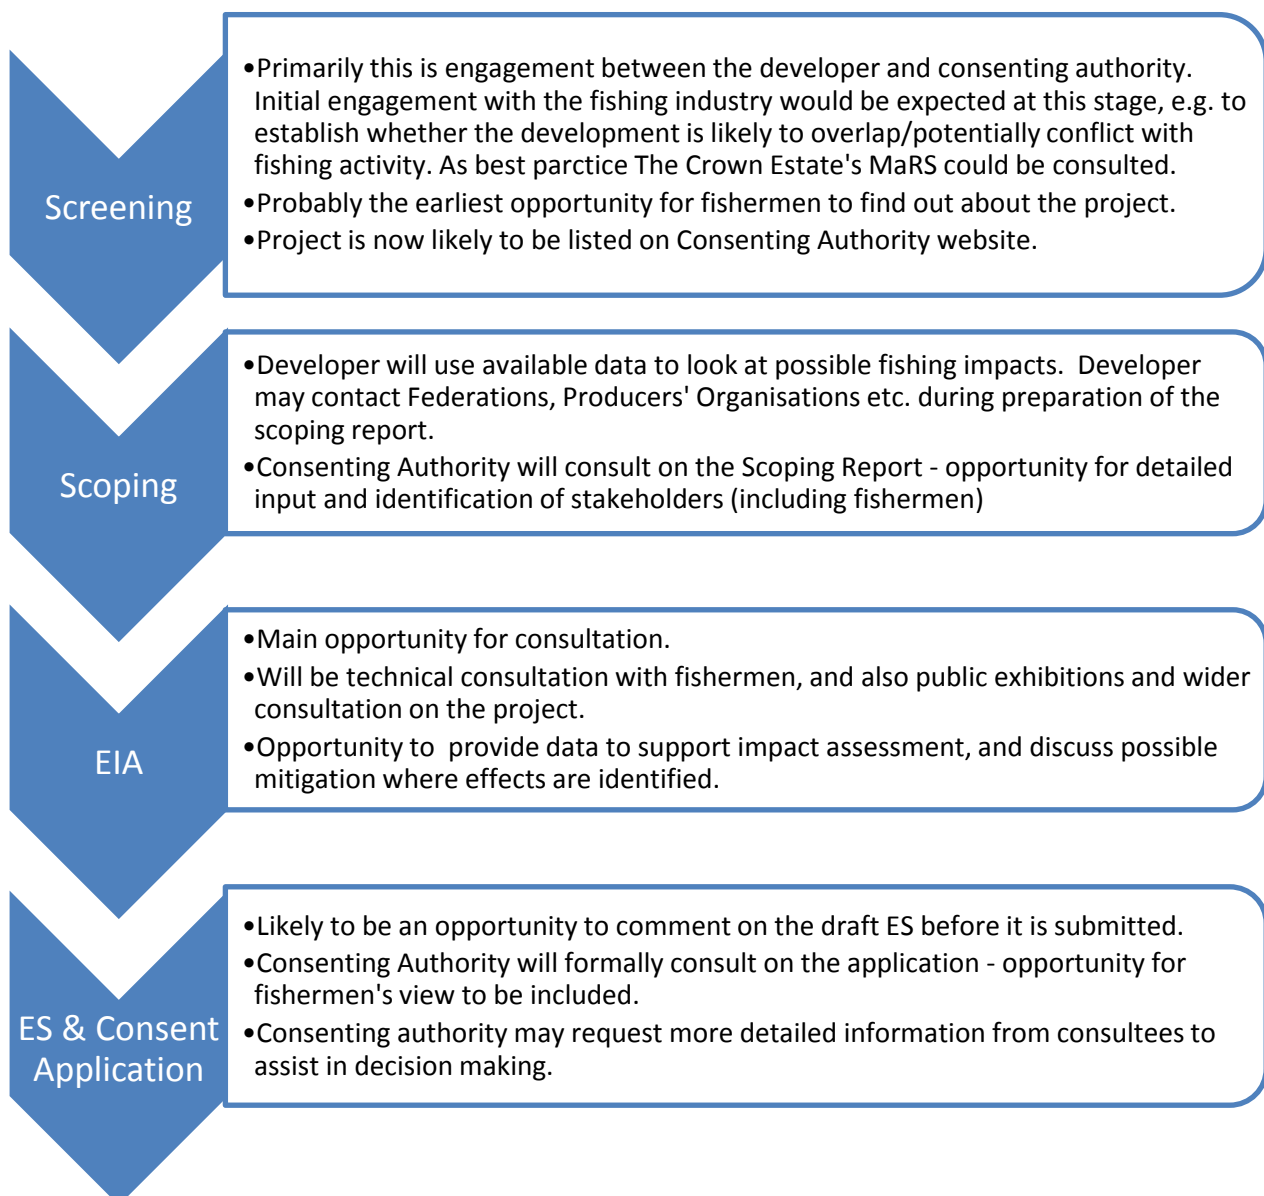 Screening
•Primarily this is engagement between the developer and consenting authority.
Initial engagement with the fishing industry would be expected at this stage, e.g. to
establish whether the development is likely to overlap/potentially conflict with
fishing activity. As best parctice The Crown Estate's MaRS could be consulted.
•Probably the earliest opportunity for fishermen to find out about the project.
•Project is now likely to be listed on Consenting Authority website.
Scoping
•Developer will use available data to look at possible fishing impacts.  Developer
may contact Federations, Producers' Organisations etc. during preparation of the
scoping report.
•Consenting Authority will consult on the Scoping Report - opportunity for detailed
input and identification of stakeholders (including fishermen)
EIA
•Main opportunity for consultation.
•Will be technical consultation with fishermen, and also public exhibitions and wider
consultation on the project.
•Opportunity to  provide data to support impact assessment, and discuss possible
mitigation where effects are identified.
ES & Consent
Application
•Likely to be an opportunity to comment on the draft ES before it is submitted.
•Consenting Authority will formally consult on the application - opportunity for
fishermen's view to be included.
•Consenting authority may request more detailed information from consultees to
assist in decision making.